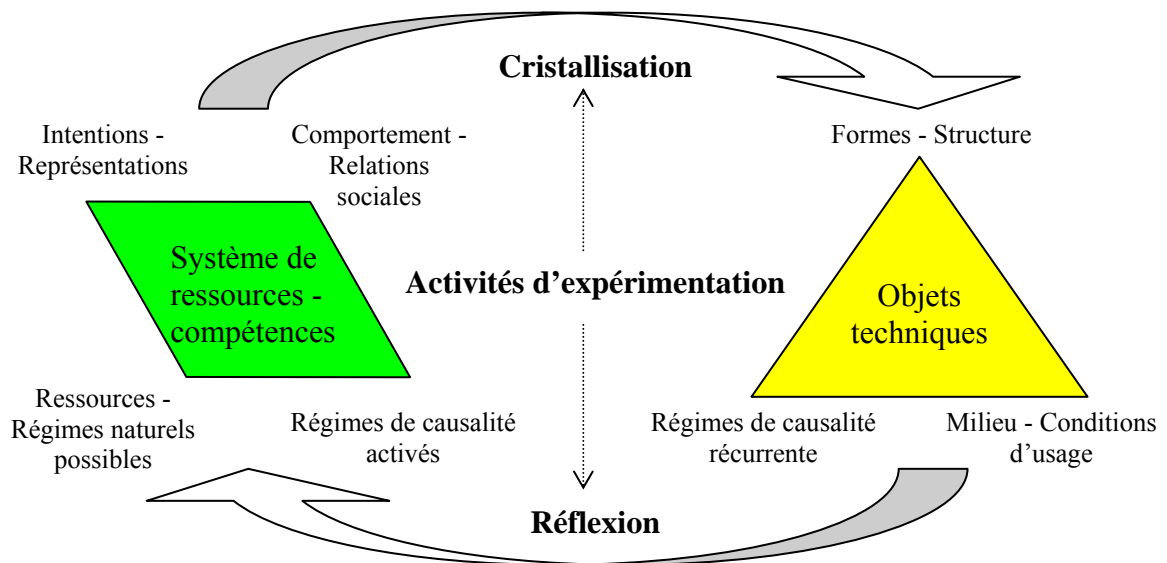 Cristallisation
Intentions -
Représentations
Comportement -
Relations
sociales
Formes - Structure
Système de
ressources -
compétences
Activités d’expérimentation
Objets
techniques
Ressources -
Régimes naturels
possibles
Régimes de causalité
activés
Régimes de causalité
récurrente
Milieu - Conditions
d’usage
Réflexion